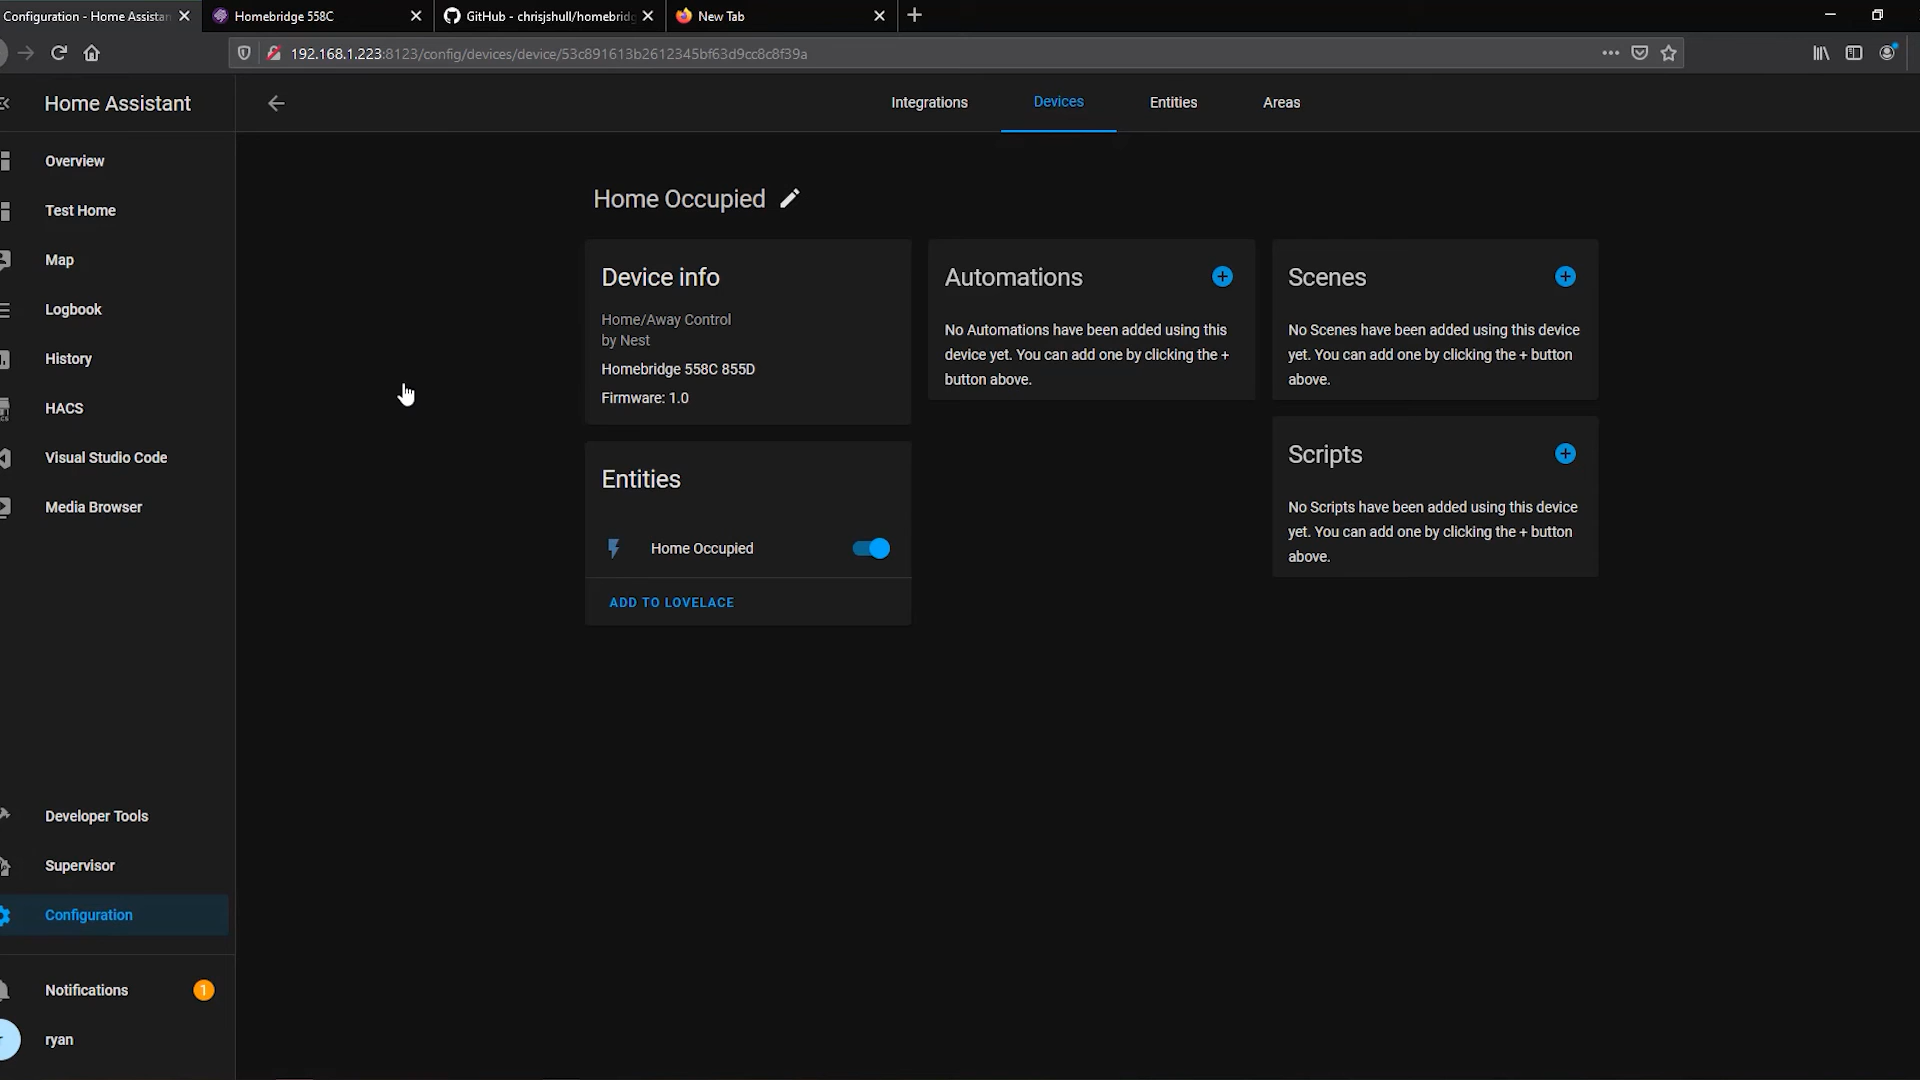 Configuration - Home Assistan
Homebridge 558C
GitHub - chrisjshull/homebridg
New Tab
192.168.1.223:8123/config/devices/device/53c891613b2612345bf63d9cc8c8f39a
Home Assistant
Integrations
Devices
Entities
Areas
Overview
Test Home
Map
Logbook
History
HACS
Visual Studio Code
Media Browser
Developer Tools
Supervisor
Configuration
Notifications
1
ryan
Home Occupied
Device info
Home/Away Control
by Nest
Homebridge 558C 855D
Firmware: 1.0
Entities
Home Occupied
ADD TO LOVELACE
Automations
No Automations have been added using this
device yet. You can add one by clicking the +
button above.
Scenes
No Scenes have been added using this device
yet. You can add one by clicking the + button
above.
Scripts
No Scripts have been added using this device
yet. You can add one by clicking the + button
above.